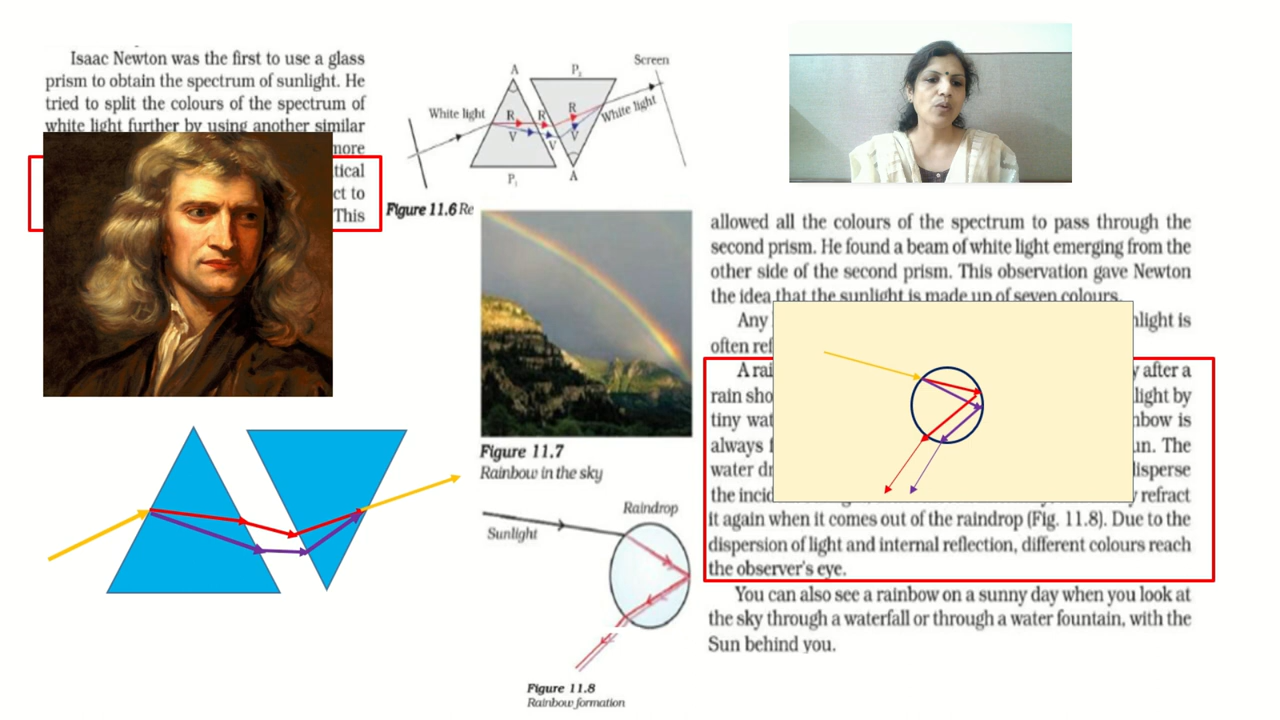 Isaac Newton was the first to use a glass
prism to obtain the spectrum of sunlight. He
tried to split the colours of the spectrum of
white light further by using another similar
more
tical
ct to
This
A
P₂
Screen
White light
R
R
R
White light
V
V
V
P₁
A
Figure 11.6 Re
Figure 11.7
Rainbow in the sky
Raindrop
Sunlight
Figure 11.8
Rainbow formation
allowed all the colours of the spectrum to pass through the
second prism. He found a beam of white light emerging from the
other side of the second prism. This observation gave Newton
the idea that the sunlight is made up of seven colours.
Any nlight is
often ref
A rai y after a
rain sho light by
tiny wat nbow is
always f un. The
water dr disperse
the incid y refract
it again when it comes out of the raindrop (Fig. 11.8). Due to the
dispersion of light and internal reflection, different colours reach
the observer's eye.
You can also see a rainbow on a sunny day when you look at
the sky through a waterfall or through a water fountain, with the
Sun behind you.